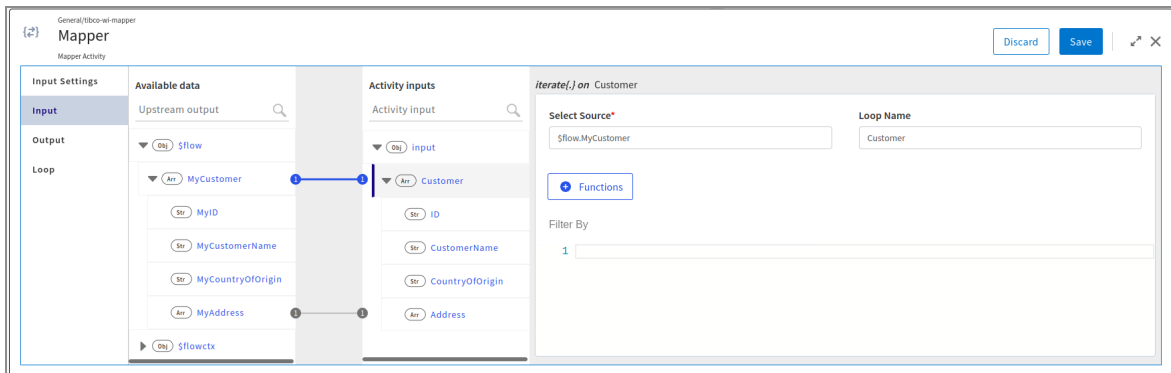 General/tibco-wi-mapper
Mapper
Mapper Activity
Discard
Save
Input Settings
Input
Output
Loop
Available data
Upstream output
Obj $flow
Arr MyCustomer
1
Str MyID
Str MyCustomerName
Str MyCountryOfOrigin
Arr MyAddress
1
Obj $flowctx
Activity inputs
Activity input
Obj input
1
Arr Customer
Str ID
Str CustomerName
Str CountryOfOrigin
1
Arr Address
iterate{.} on Customer
Select Source*
$flow.MyCustomer
Loop Name
Customer
Functions
Filter By
1